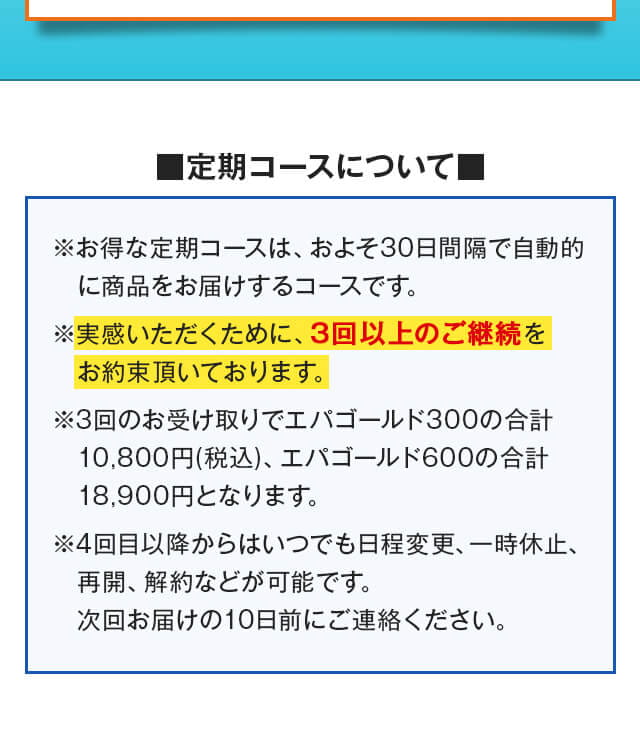 ■定期コースについて■
※お得な定期コースは、およそ30日間隔で自動的
に商品をお届けするコースです。
※実感いただくために、3回以上のご継続を
お約束頂いております。
※3回のお受け取りでエパゴールド300の合計
10,800円(税込)、エパゴールド600の合計
18,900円となります。
※4回目以降からはいつでも日程変更、一時休止、
再開、解約などが可能です。
次回お届けの10日前にご連絡ください。